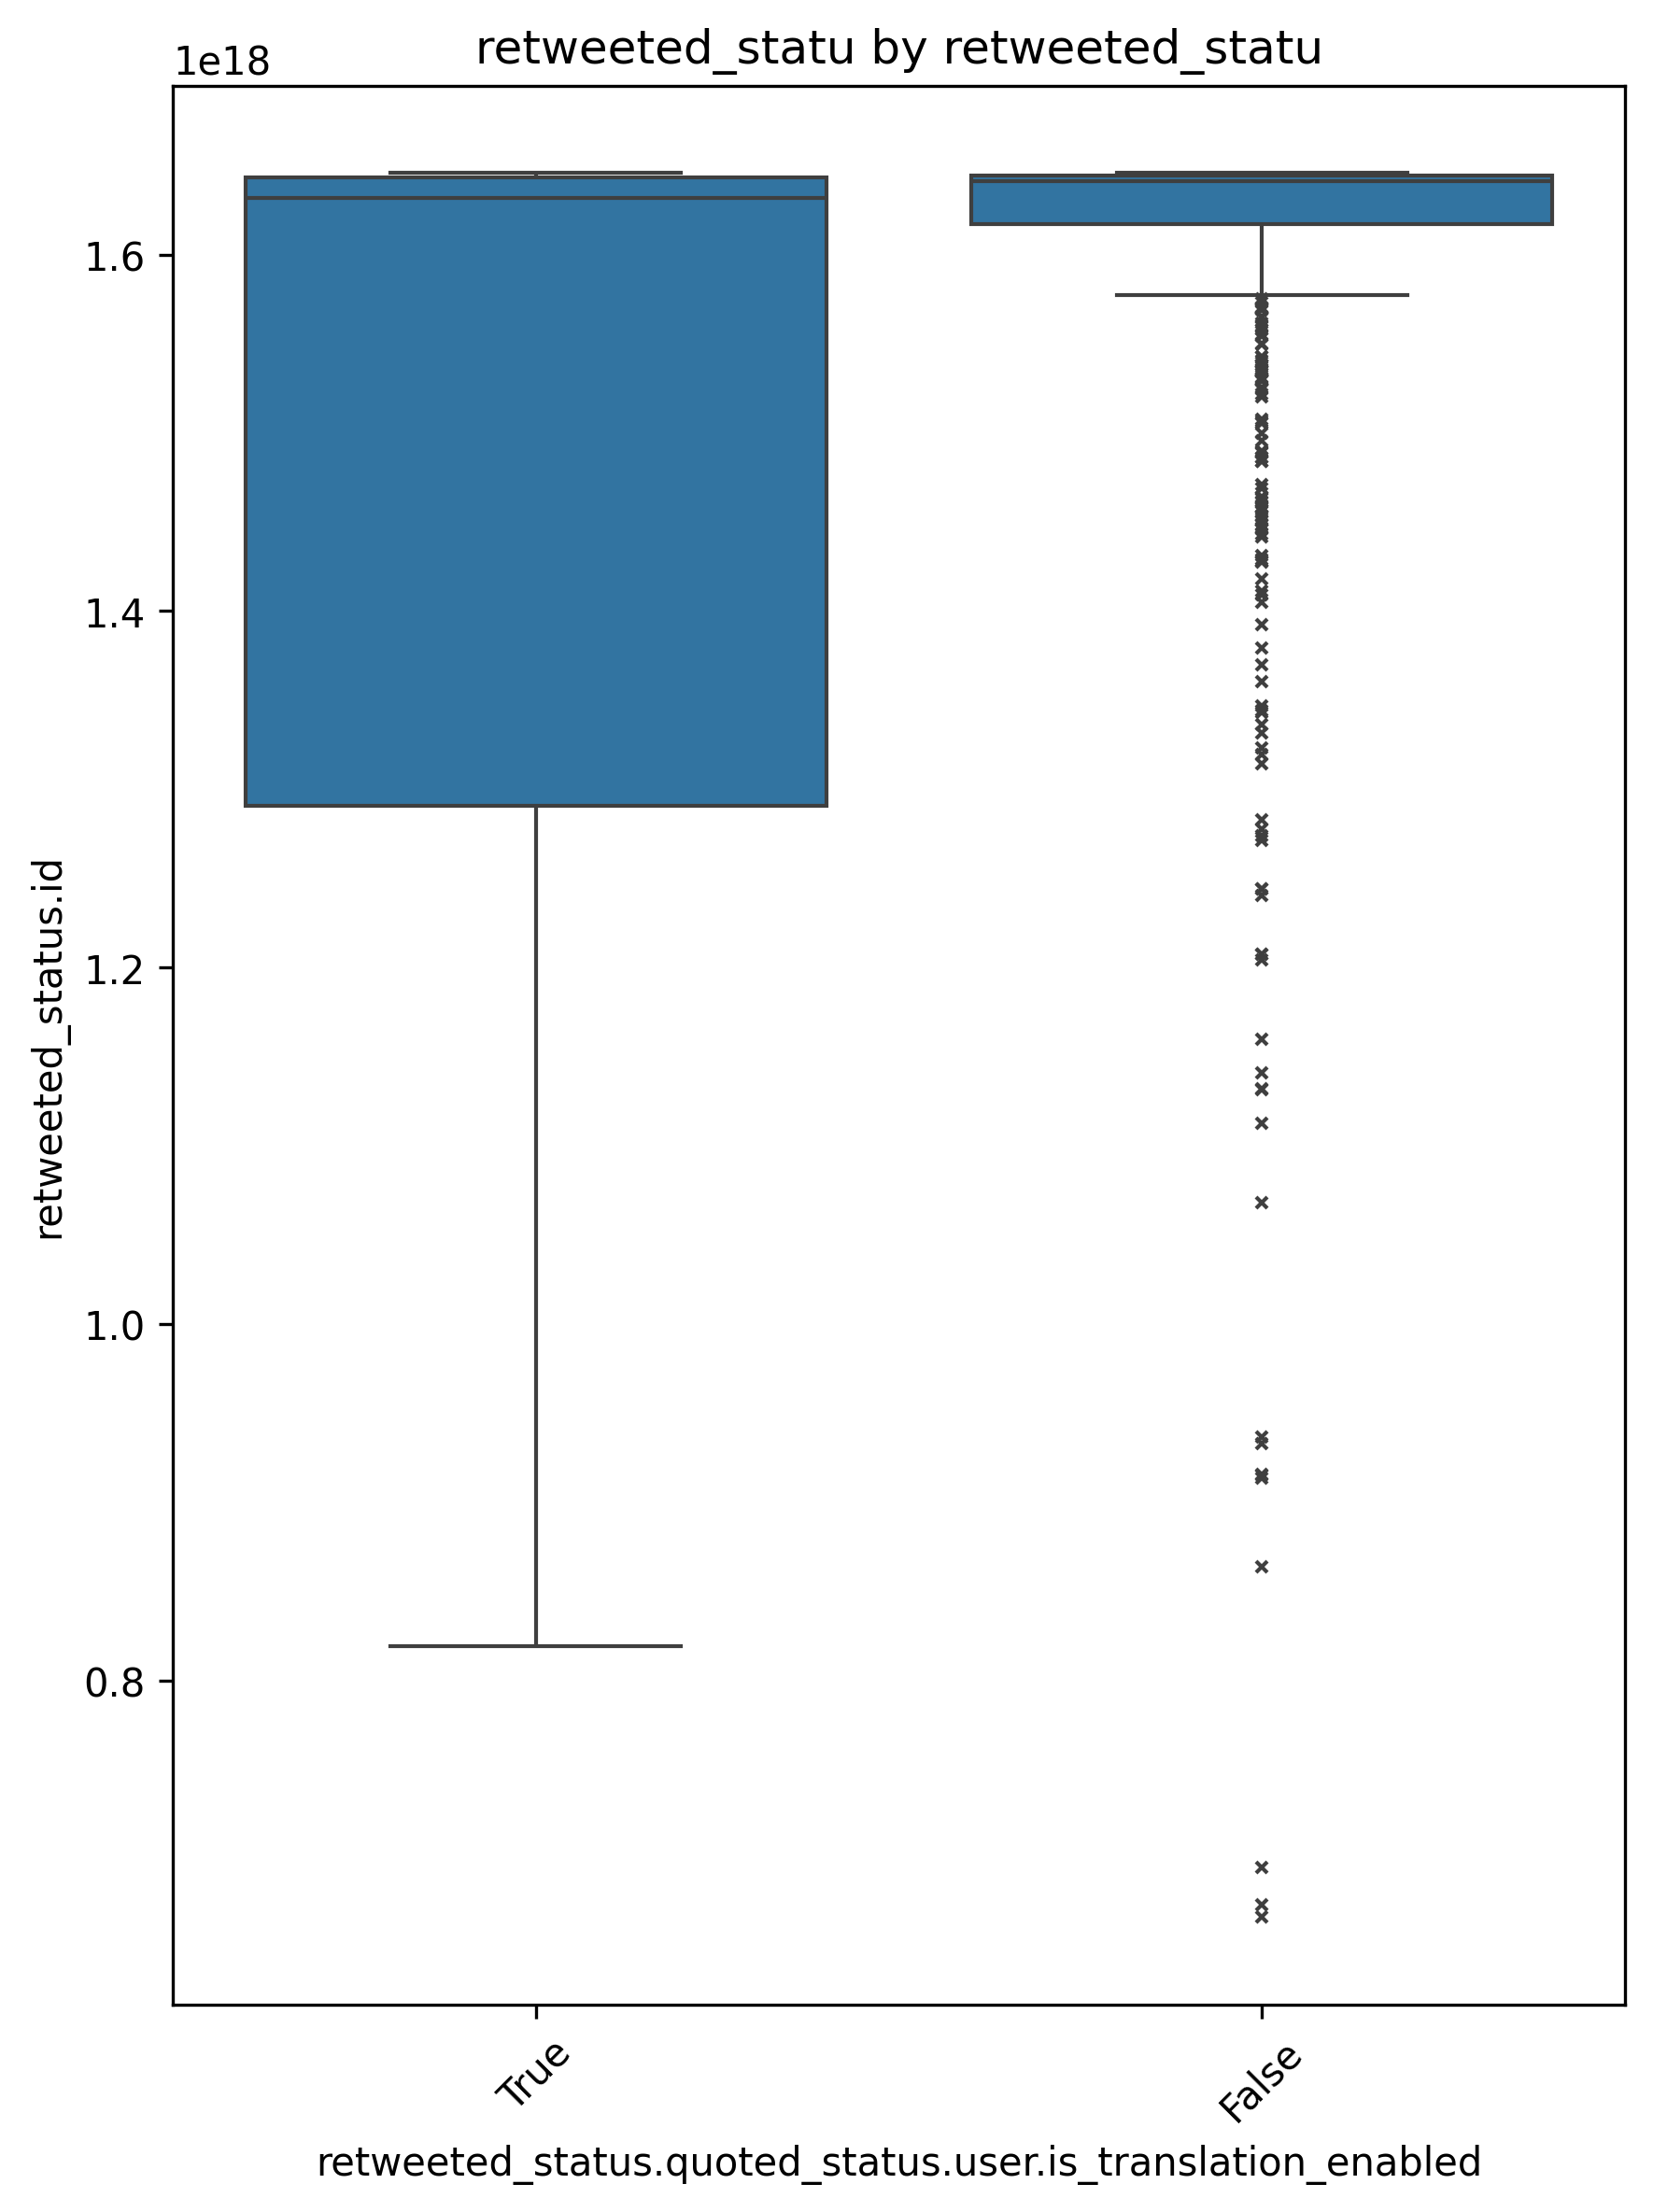 retweeted_statu by retweeted_statu
1e18
1.6
1.4
1.2
1.0
0.8
retweeted_status.id
True
False
retweeted_status.quoted_status.user.is_translation_enabled